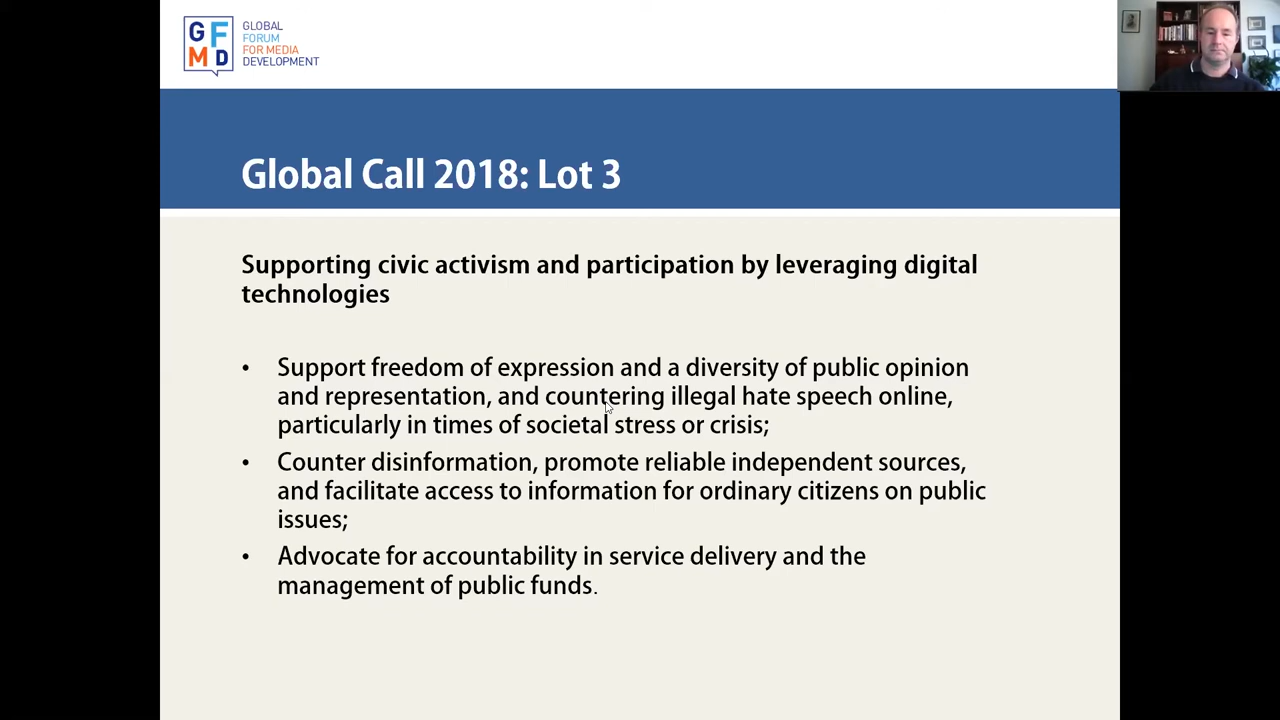 GF
MD
GLOBAL
FORUM
FOR MEDIA
DEVELOPMENT
Global Call 2018: Lot 3
Supporting civic activism and participation by leveraging digital
technologies
• Support freedom of expression and a diversity of public opinion
and representation, and countering illegal hate speech online,
particularly in times of societal stress or crisis;
• Counter disinformation, promote reliable independent sources,
and facilitate access to information for ordinary citizens on public
issues;
• Advocate for accountability in service delivery and the
management of public funds.